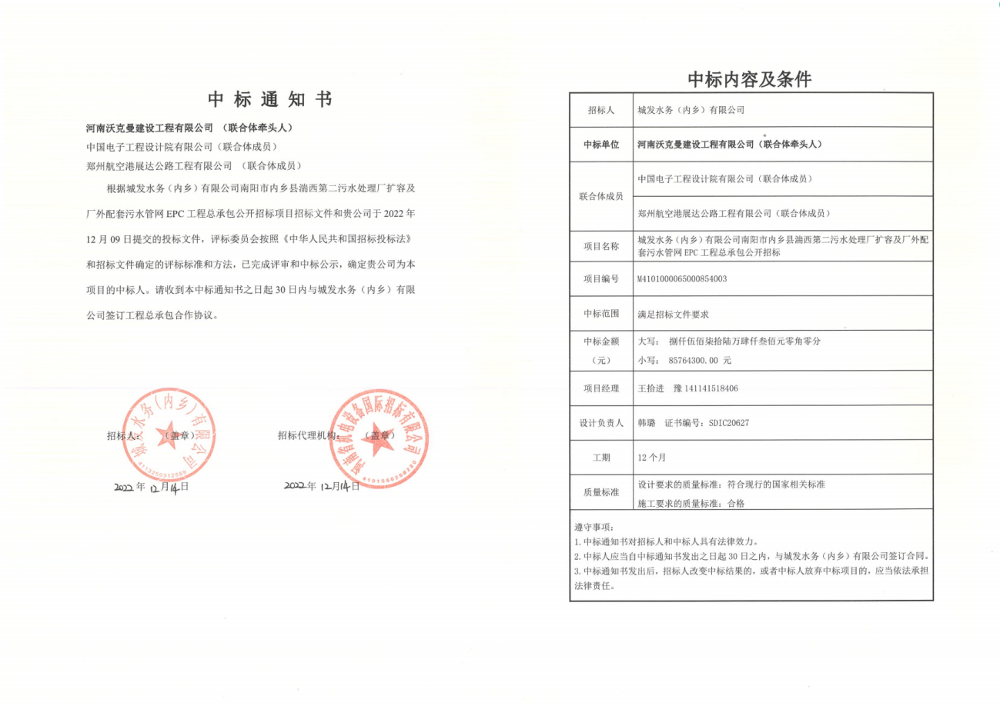 中标通知书
河南沃克曼建设工程有限公司 （联合体牵头人）
中国电子工程设计院有限公司（联合体成员）
郑州航空港展达公路工程有限公司 （联合体成员）
根据城发水务（内乡）有限公司南阳市内乡县湍西第二污水处理厂扩容及
厂外配套污水管网 EPC 工程总承包公开招标项目招标文件和贵公司于 2022 年
12 月 09 日提交的投标文件，评标委员会按照《中华人民共和国招标投标法》
和招标文件确定的评标标准和方法，已完成评审和中标公示，确定贵公司为本
项目的中标人。请收到本中标通知书之日起 30 日内与城发水务（内乡）有限
公司签订工程总承包合作协议。
城发水务（内乡）有限公司
招标人：（盖章）
2022 年 12 月 14 日
河南省机电设备国际招标有限公司
招标代理机构：（盖章）
2022 年 12 月 14 日
中标内容及条件
招标人 城发水务（内乡）有限公司
中标单位 河南沃克曼建设工程有限公司（联合体牵头人）
联合体成员
中国电子工程设计院有限公司（联合体成员）
郑州航空港展达公路工程有限公司（联合体成员）
项目名称
城发水务（内乡）有限公司南阳市内乡县湍西第二污水处理厂扩容及厂外配
套污水管网 EPC 工程总承包公开招标
项目编号 M4101000065000854003
中标范围 满足招标文件要求
中标金额 大写： 捌仟伍佰柒拾陆万肆仟叁佰元零角零分
（元） 小写： 85764300.00 元
项目经理 王拾进 豫 141141518406
设计负责人 韩璐 证书编号：SDIC20627
工期 12 个月
质量标准
设计要求的质量标准：符合现行的国家相关标准
施工要求的质量标准：合格
遵守事项：
1. 中标通知书对招标人和中标人具有法律效力。
2. 中标人应当自中标通知书发出之日起 30 日之内，与城发水务（内乡）有限公司签订合同。
3. 中标通知书发出后，招标人改变中标结果的，或者中标人放弃中标项目的，应当依法承担
法律责任。